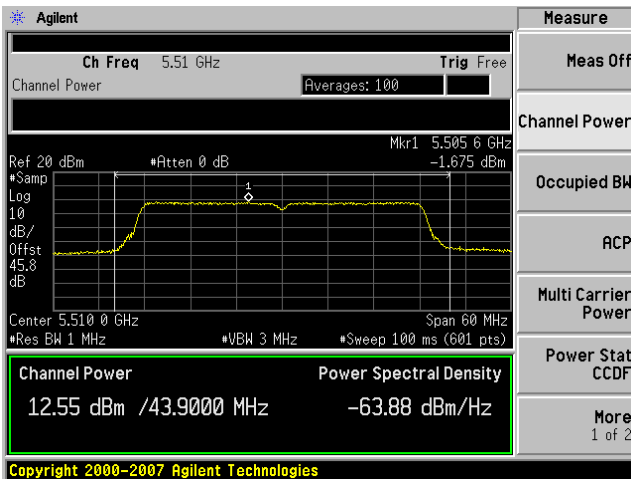 Agilent
Measure
Ch Freq 5.51 GHz Trig Free
Channel Power Averages: 100
Meas Off
Channel Power
Occupied BW
ACP
Multi Carrier
Power
Power Stat
CCDF
More
1 of 2
Mkr1 5.505 6 GHz
Ref 20 dBm #Atten 0 dB -1.675 dBm
#Samp
Log
10
dB/
Offst
45.8
dB
1
Center 5.510 0 GHz Span 60 MHz
#Res BW 1 MHz #VBW 3 MHz #Sweep 100 ms (601 pts)
Channel Power Power Spectral Density
12.55 dBm /43.9000 MHz -63.88 dBm/Hz
Copyright 2000-2007 Agilent Technologies